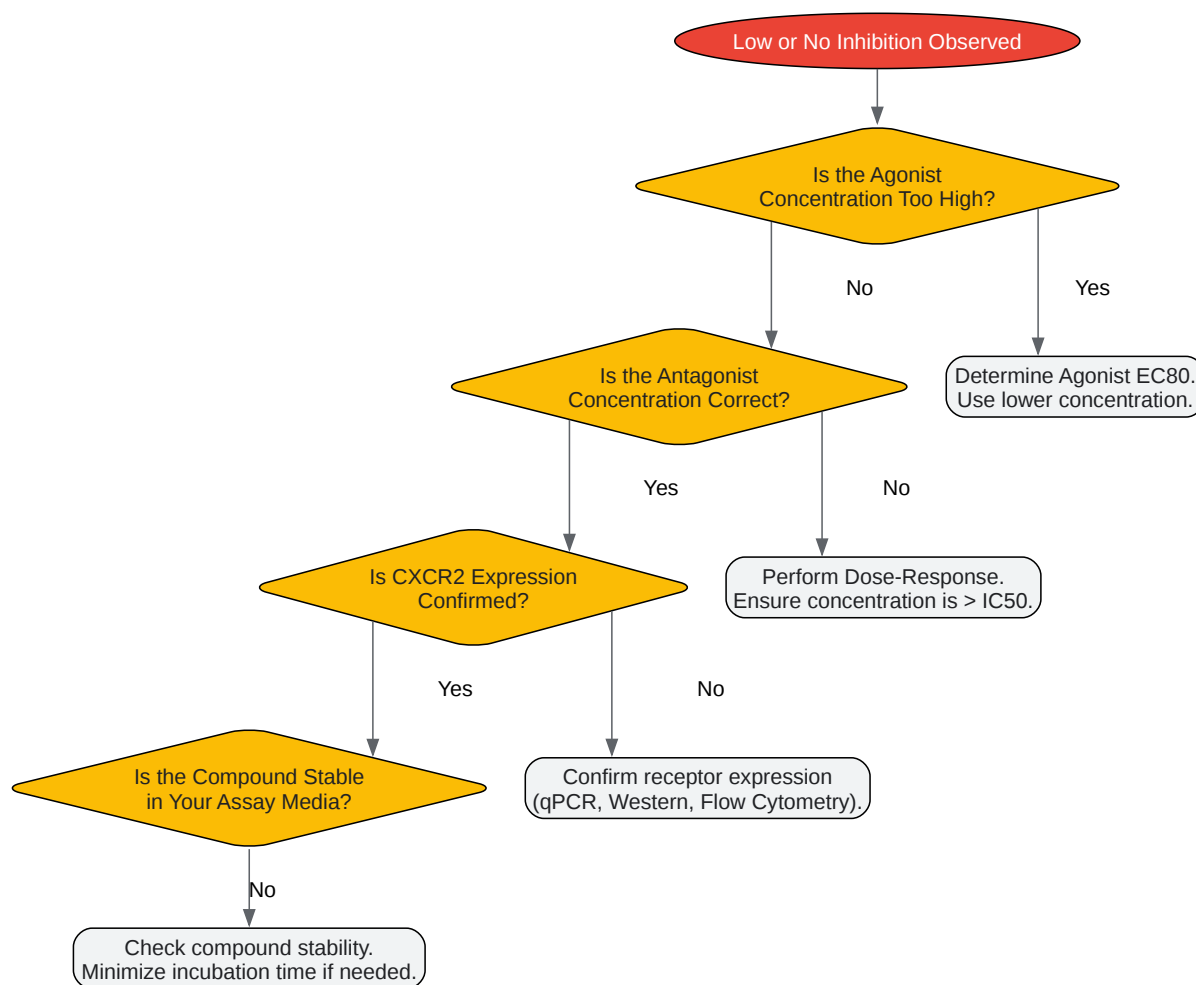 Low or No Inhibition Observed
Is the Agonist
Concentration Too High?
No
Yes
Is the Antagonist
Concentration Correct?
Determine Agonist EC80.
Use lower concentration.
Yes
No
Is CXCR2 Expression
Confirmed?
Perform Dose-Response.
Ensure concentration is > IC50.
Yes
No
Is the Compound Stable
in Your Assay Media?
Confirm receptor expression
(qPCR, Western, Flow Cytometry).
No
Check compound stability.
Minimize incubation time if needed.